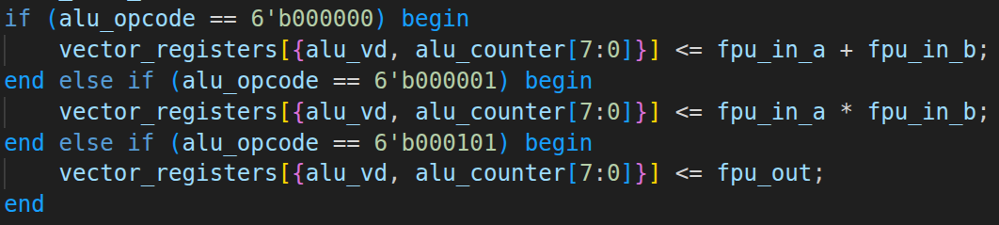 if (alu_opcode == 6'b000000) begin
    vector_registers[{alu_vd, alu_counter[7:0]}] <= fpu_in_a + fpu_in_b;
end else if (alu_opcode == 6'b000001) begin
    vector_registers[{alu_vd, alu_counter[7:0]}] <= fpu_in_a * fpu_in_b;
end else if (alu_opcode == 6'b000101) begin
    vector_registers[{alu_vd, alu_counter[7:0]}] <= fpu_out;
end